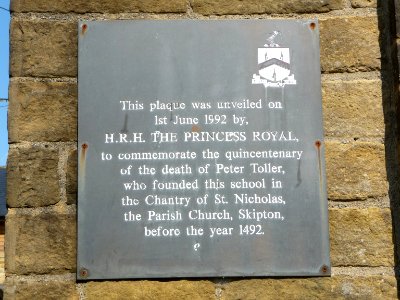 This plaque was unveiled on
1st June 1992 by,
H.R.H. THE PRINCESS ROYAL,
to commemorate the quincentenary
of the death of Peter Toller,
who founded this school in
the Chantry of St. Nicholas,
the Parish Church, Skipton,
before the year 1492.